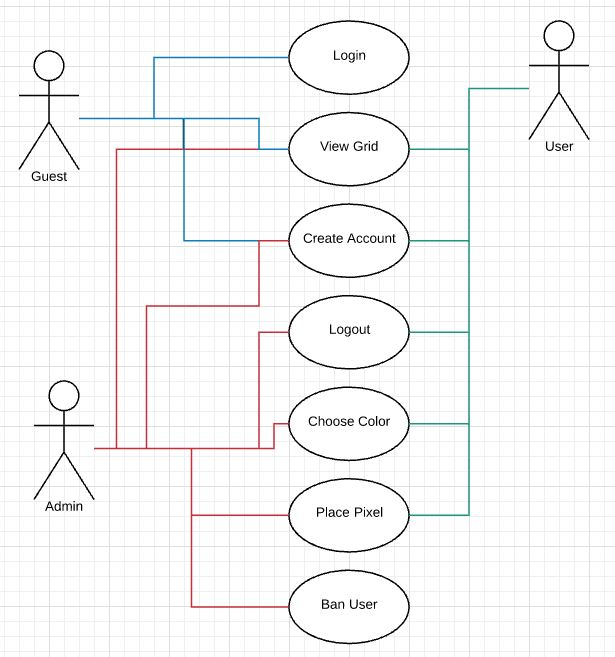 Login
User
View Grid
Guest
Create Account
Logout
Choose Color
Admin
Place Pixel
Ban User